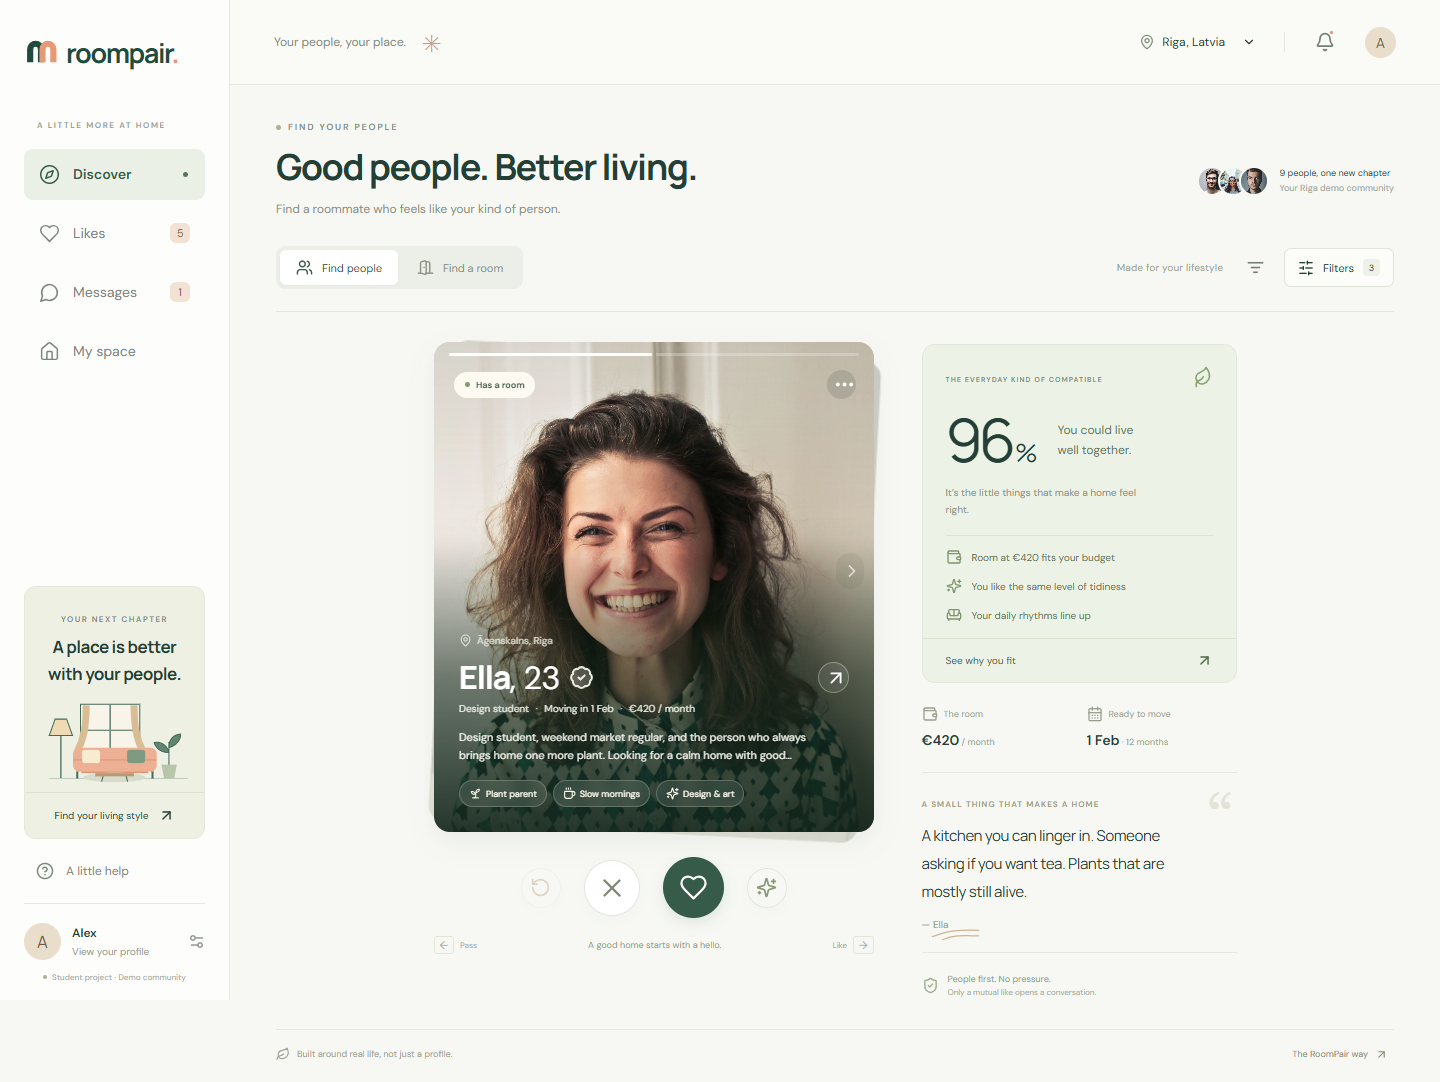 roompair.
Your people, your place.
Riga, Latvia
A
A LITTLE MORE AT HOME
Discover
Likes
5
Messages
1
My space
FIND YOUR PEOPLE
Good people. Better living.
Find a roommate who feels like your kind of person.
9 people, one new chapter
Your Riga demo community
Find people
Find a room
Made for your lifestyle
Filters
3
Has a room
Āgenskalns, Riga
Ella, 23
Design student · Moving in 1 Feb · €420 / month
Design student, weekend market regular, and the person who always
brings home one more plant. Looking for a calm home with good...
Plant parent
Slow mornings
Design & art
Pass
A good home starts with a hello.
Like
THE EVERYDAY KIND OF COMPATIBLE
96%
You could live
well together.
It's the little things that make a home feel
right.
Room at €420 fits your budget
You like the same level of tidiness
Your daily rhythms line up
See why you fit
The room
€420 / month
Ready to move
1 Feb · 12 months
A SMALL THING THAT MAKES A HOME
“
A kitchen you can linger in. Someone
asking if you want tea. Plants that are
mostly still alive.
— Ella
People first. No pressure.
Only a mutual like opens a conversation.
YOUR NEXT CHAPTER
A place is better
with your people.
Find your living style
A little help
A
Alex
View your profile
Student project · Demo community
Built around real life, not just a profile.
The RoomPair way